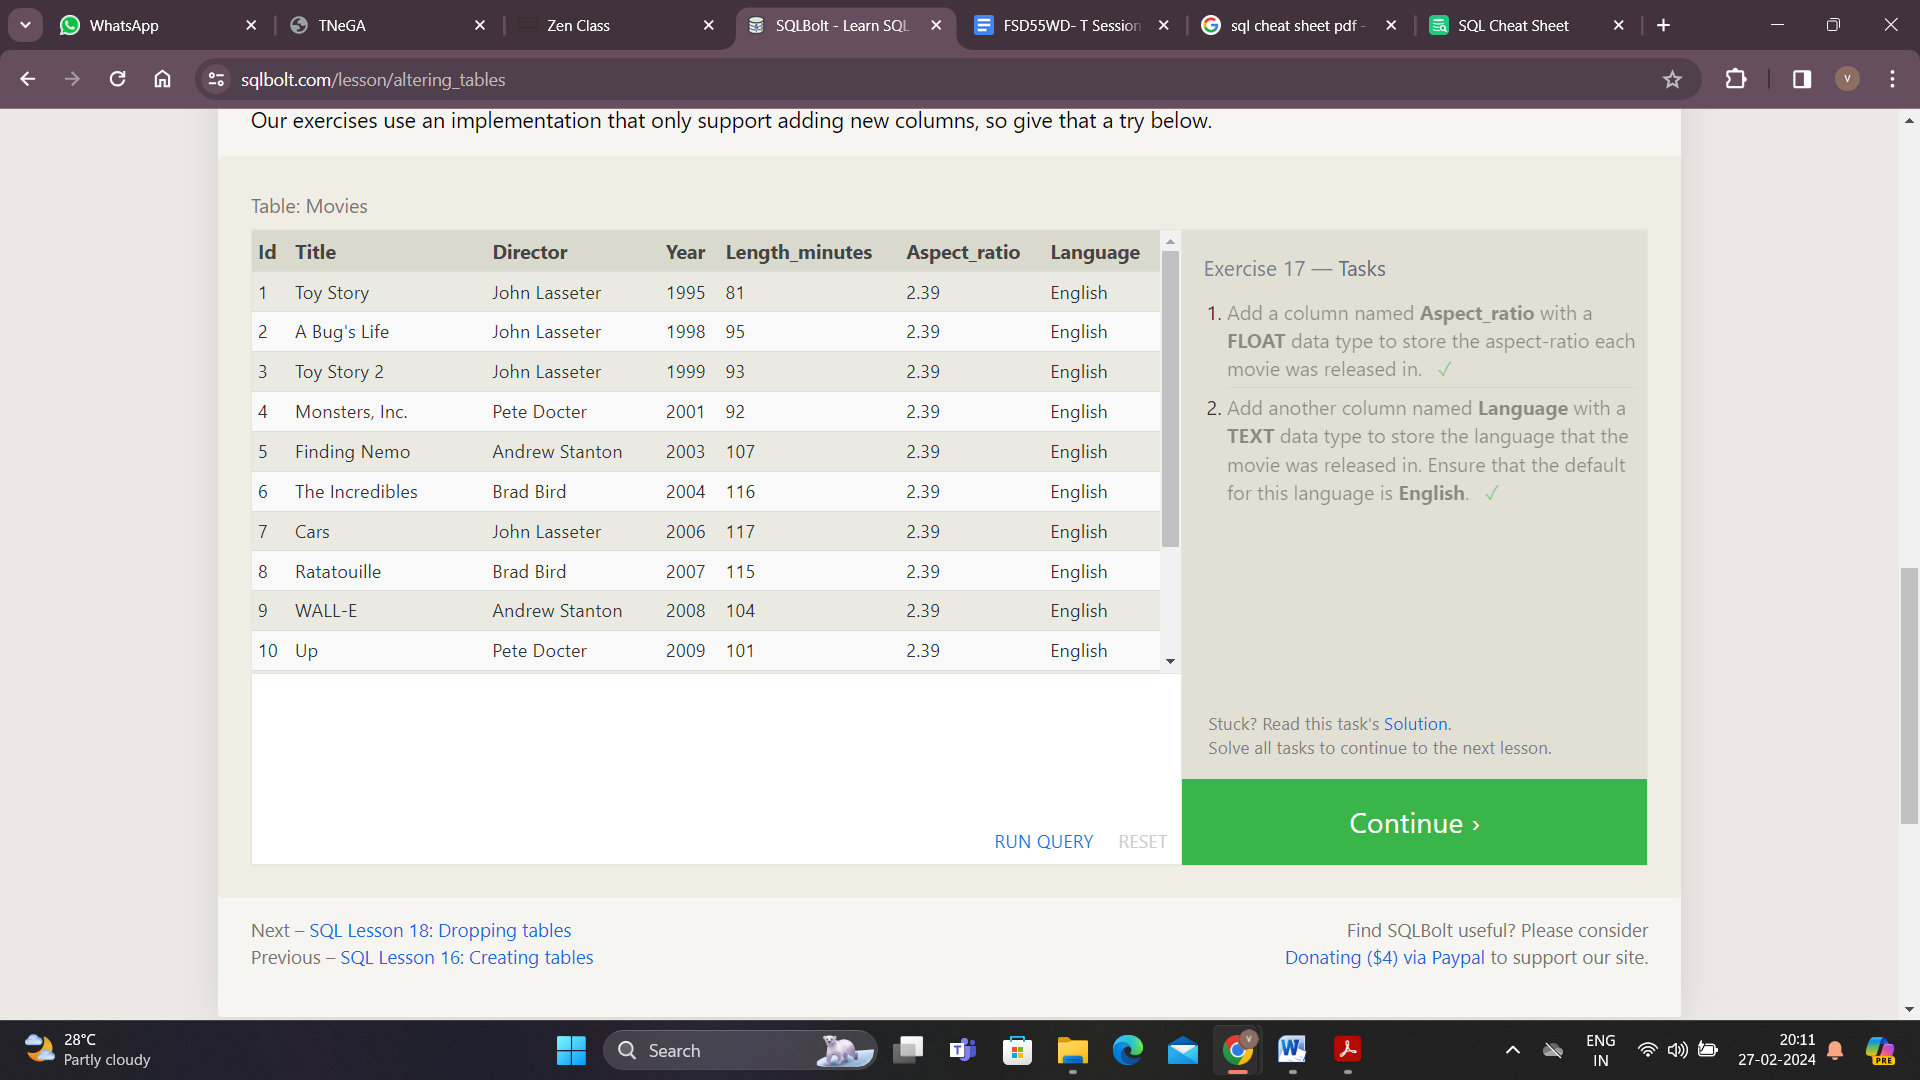 WhatsApp
TNeGA
Zen Class
SQLBolt - Learn SQL
FSD55WD- T Session
sql cheat sheet pdf -
SQL Cheat Sheet
sqlbolt.com/lesson/altering_tables
V
Our exercises use an implementation that only support adding new columns, so give that a try below.
Table: Movies
Id Title Director Year Length_minutes Aspect_ratio Language
1 Toy Story John Lasseter 1995 81 2.39 English
2 A Bug's Life John Lasseter 1998 95 2.39 English
3 Toy Story 2 John Lasseter 1999 93 2.39 English
4 Monsters, Inc. Pete Docter 2001 92 2.39 English
5 Finding Nemo Andrew Stanton 2003 107 2.39 English
6 The Incredibles Brad Bird 2004 116 2.39 English
7 Cars John Lasseter 2006 117 2.39 English
8 Ratatouille Brad Bird 2007 115 2.39 English
9 WALL-E Andrew Stanton 2008 104 2.39 English
10 Up Pete Docter 2009 101 2.39 English
RUN QUERY RESET
Exercise 17 — Tasks
1. Add a column named Aspect_ratio with a
FLOAT data type to store the aspect-ratio each
movie was released in. ✓
2. Add another column named Language with a
TEXT data type to store the language that the
movie was released in. Ensure that the default
for this language is English. ✓
Stuck? Read this task's Solution.
Solve all tasks to continue to the next lesson.
Continue ›
Next – SQL Lesson 18: Dropping tables
Previous – SQL Lesson 16: Creating tables
Find SQLBolt useful? Please consider
Donating ($4) via Paypal to support our site.
28°C
Partly cloudy
Search
ENG
IN
20:11
27-02-2024
PRE